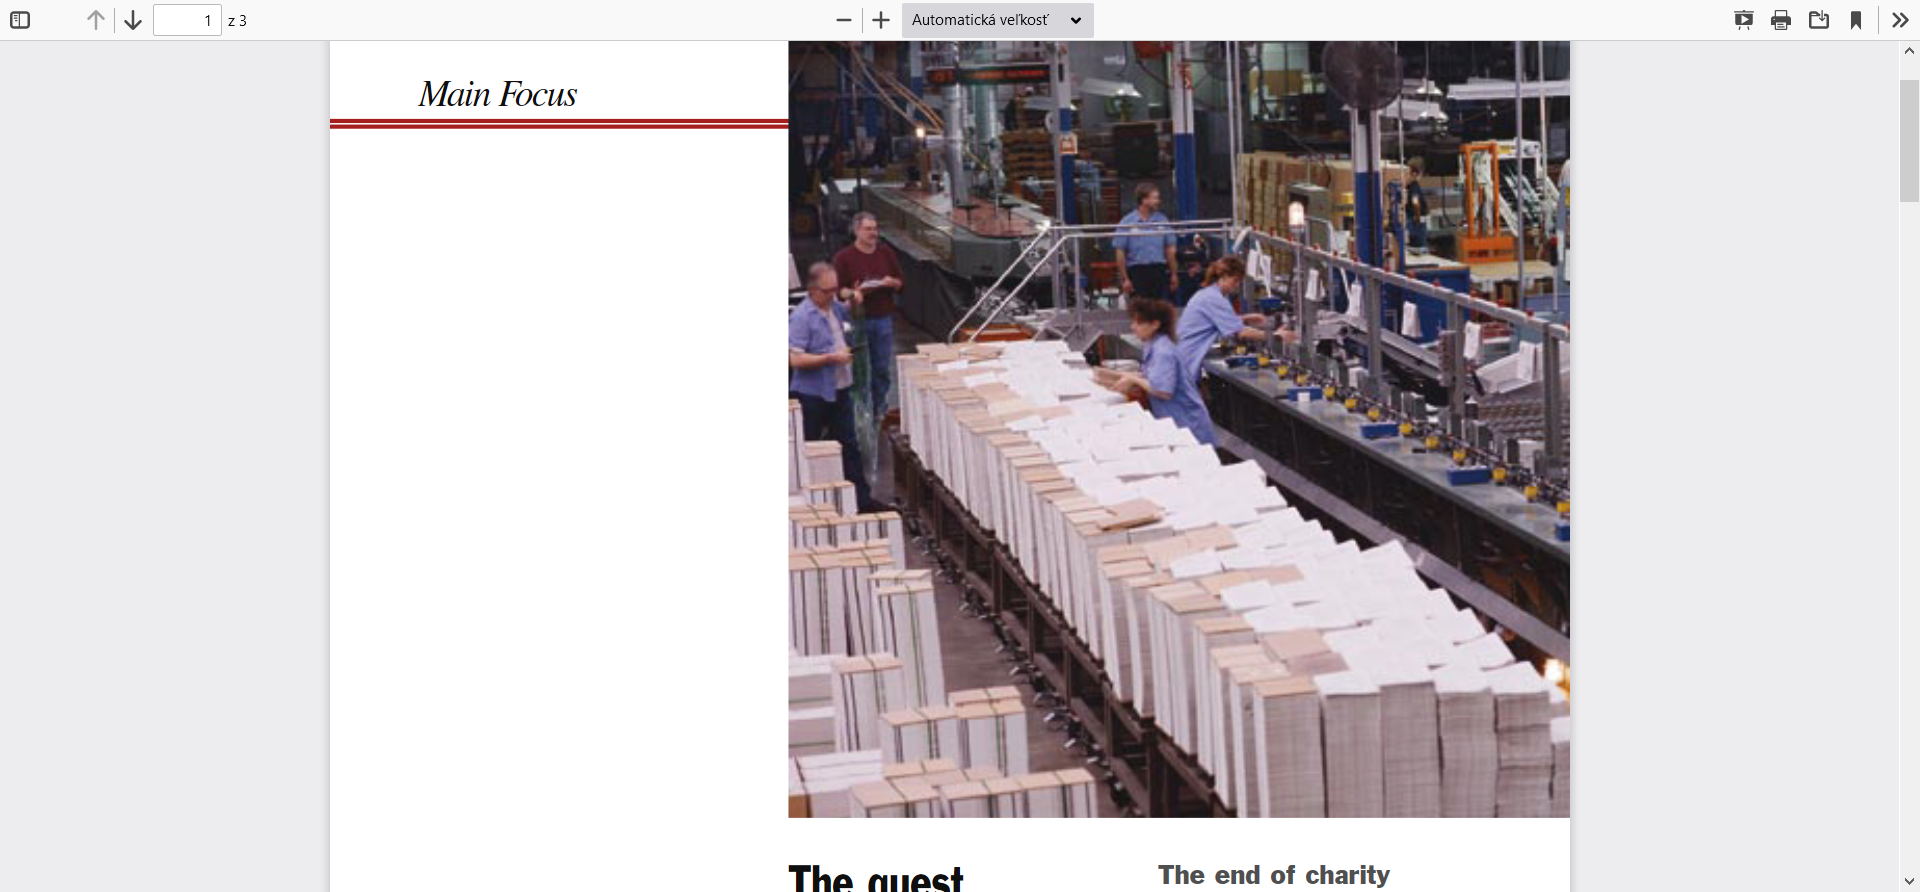 1
z 3
Automatická veľkosť
Main Focus
The quest
The end of charity